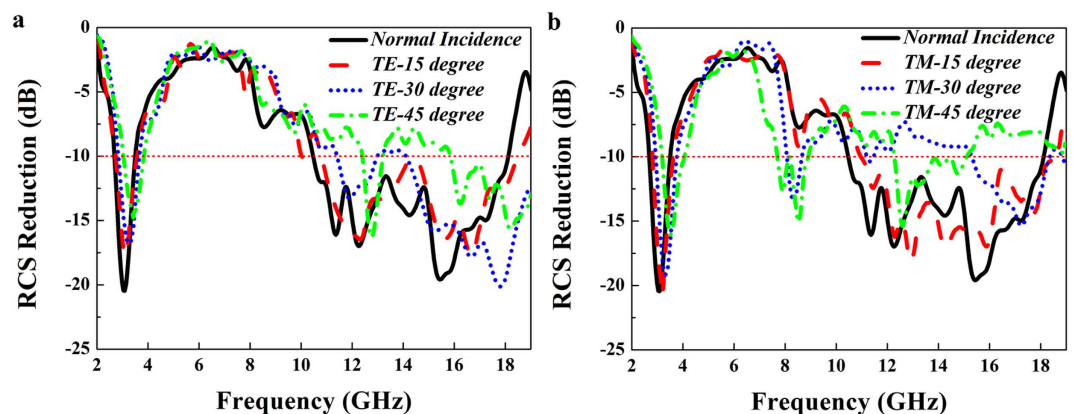 a
0
-5
-10
-15
-20
-25
RCS Reduction (dB)
Normal Incidence
TE-15 degree
TE-30 degree
TE-45 degree
2 4 6 8 10 12 14 16 18
Frequency (GHz)
b
0
-5
-10
-15
-20
-25
RCS Reduction (dB)
Normal Incidence
TM-15 degree
TM-30 degree
TM-45 degree
2 4 6 8 10 12 14 16 18
Frequency (GHz)